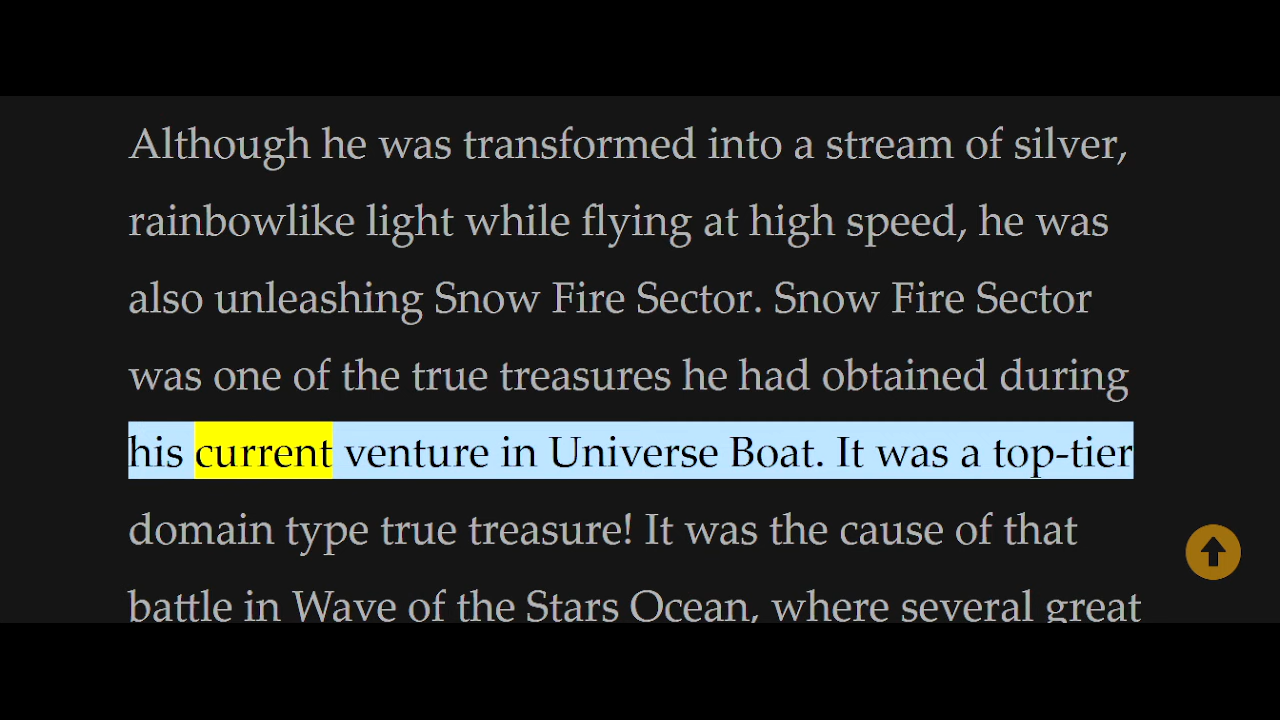 Although he was transformed into a stream of silver,
rainbowlike light while flying at high speed, he was
also unleashing Snow Fire Sector. Snow Fire Sector
was one of the true treasures he had obtained during
his current venture in Universe Boat. It was a top-tier
domain type true treasure! It was the cause of that
battle in Wave of the Stars Ocean, where several great